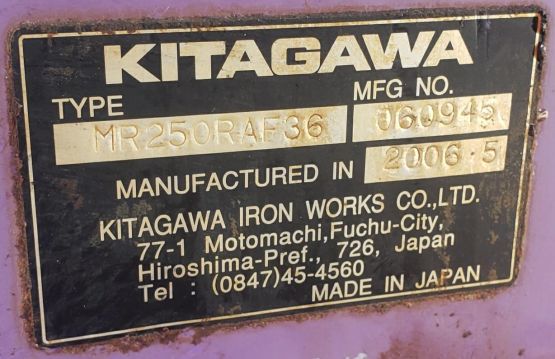 KITAGAWA
TYPE MFG NO.
MR250RAF36 060945
MANUFACTURED IN 2006.5
KITAGAWA IRON WORKS CO.,LTD.
77-1 Motomachi,Fuchu-City,
Hiroshima-Pref., 726, Japan
Tel : (0847)45-4560
MADE IN JAPAN